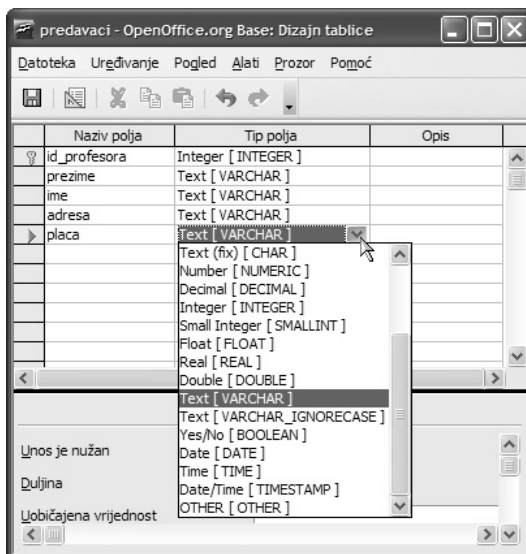 predavaci - OpenOffice.org Base: Dizajn tablice
Datoteka Uređivanje Pogled Alati Prozor Pomoć
Naziv polja Tip polja Opis
id_profesora Integer [ INTEGER ]
prezime Text [ VARCHAR ]
ime Text [ VARCHAR ]
adresa Text [ VARCHAR ]
placa Text [ VARCHAR ]
Text (fix) [ CHAR ]
Number [ NUMERIC ]
Decimal [ DECIMAL ]
Integer [ INTEGER ]
Small Integer [ SMALLINT ]
Float [ FLOAT ]
Real [ REAL ]
Double [ DOUBLE ]
Text [ VARCHAR ]
Text [ VARCHAR_IGNORECASE ]
Yes/No [ BOOLEAN ]
Date [ DATE ]
Time [ TIME ]
Date/Time [ TIMESTAMP ]
OTHER [ OTHER ]
Unos je nužan
Duljina
Uobičajena vrijednost